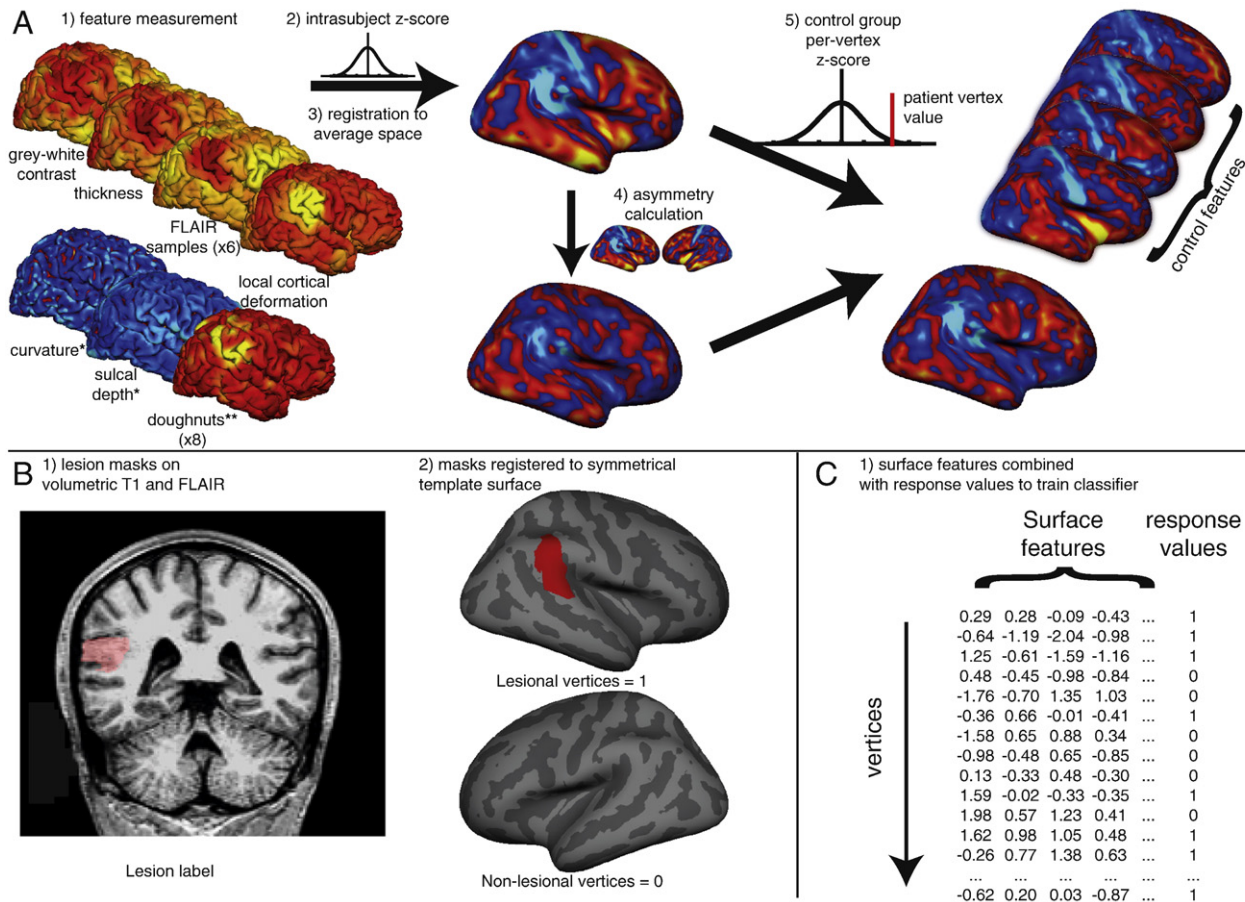 A
1) feature measurement
2) intrasubject z-score
3) registration to
average space
5) control group
per-vertex
z-score
patient vertex
value
grey-white
contrast
thickness
FLAIR
samples (x6)
local cortical
deformation
4) asymmetry
calculation
control features
curvature*
sulcal
depth*
doughnuts**
(x8)
B
1) lesion masks on
volumetric T1 and FLAIR
2) masks registered to symmetrical
template surface
Lesion label
Lesional vertices = 1
Non-lesional vertices = 0
C
1) surface features combined
with response values to train classifier
Surface
features
response
values
vertices
0.29 0.28 -0.09 -0.43 ... 1
-0.64 -1.19 -2.04 -0.98 ... 1
1.25 -0.61 -1.59 -1.16 ... 1
0.48 -0.45 -0.98 -0.84 ... 0
-1.76 -0.70 1.35 1.03 ... 0
-0.36 0.66 -0.01 -0.41 ... 1
-1.58 0.65 0.88 0.34 ... 0
-0.98 -0.48 0.65 -0.85 ... 0
0.13 -0.33 0.48 -0.30 ... 0
1.59 -0.02 -0.33 -0.35 ... 1
1.98 0.57 1.23 0.41 ... 0
1.62 0.98 1.05 0.48 ... 1
-0.26 0.77 1.38 0.63 ... 1
... ... ... ... ... ...
-0.62 0.20 0.03 -0.87 ... 1